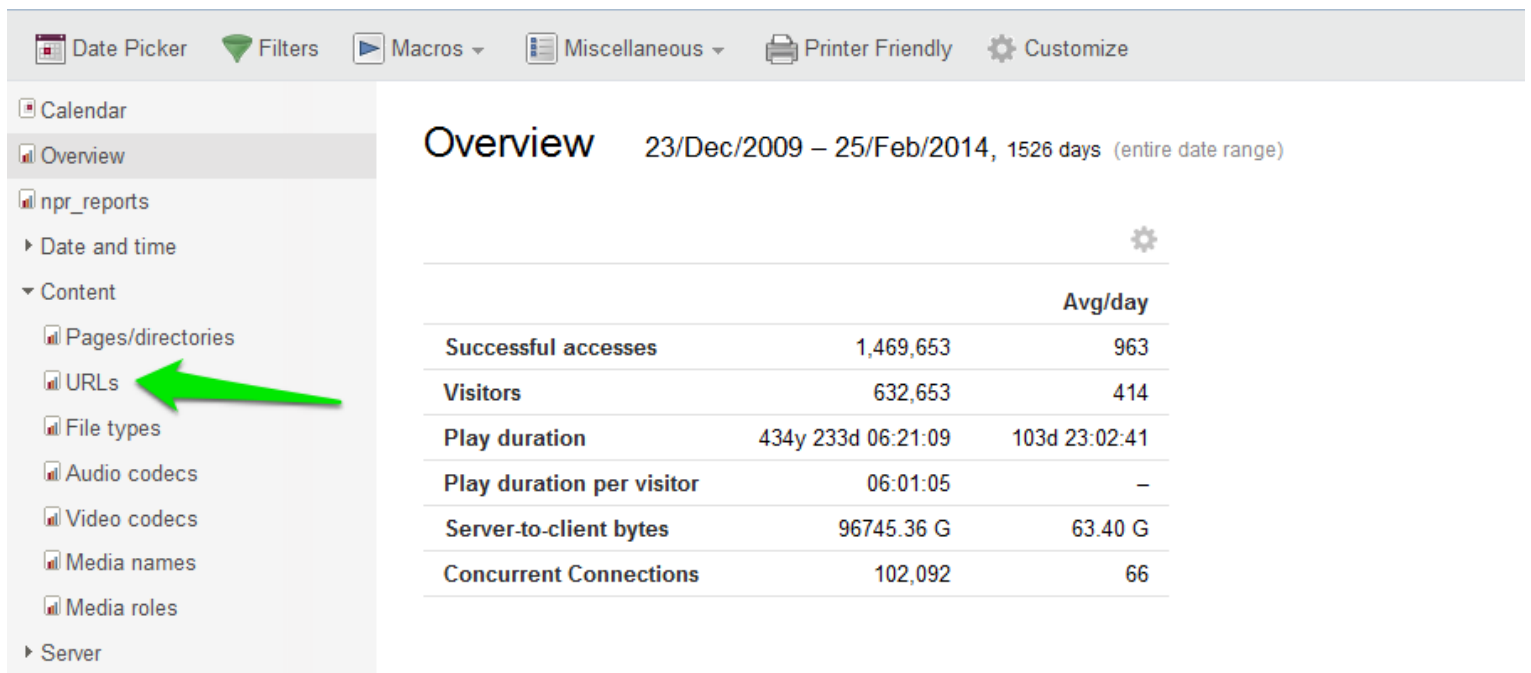 Date Picker Filters Macros Miscellaneous Printer Friendly Customize
Calendar
Overview
npr_reports
Date and time
Content
Pages/directories
URLs
File types
Audio codecs
Video codecs
Media names
Media roles
Server
Overview 23/Dec/2009 – 25/Feb/2014, 1526 days (entire date range)
Avg/day
Successful accesses 1,469,653 963
Visitors 632,653 414
Play duration 434y 233d 06:21:09 103d 23:02:41
Play duration per visitor 06:01:05 –
Server-to-client bytes 96745.36 G 63.40 G
Concurrent Connections 102,092 66